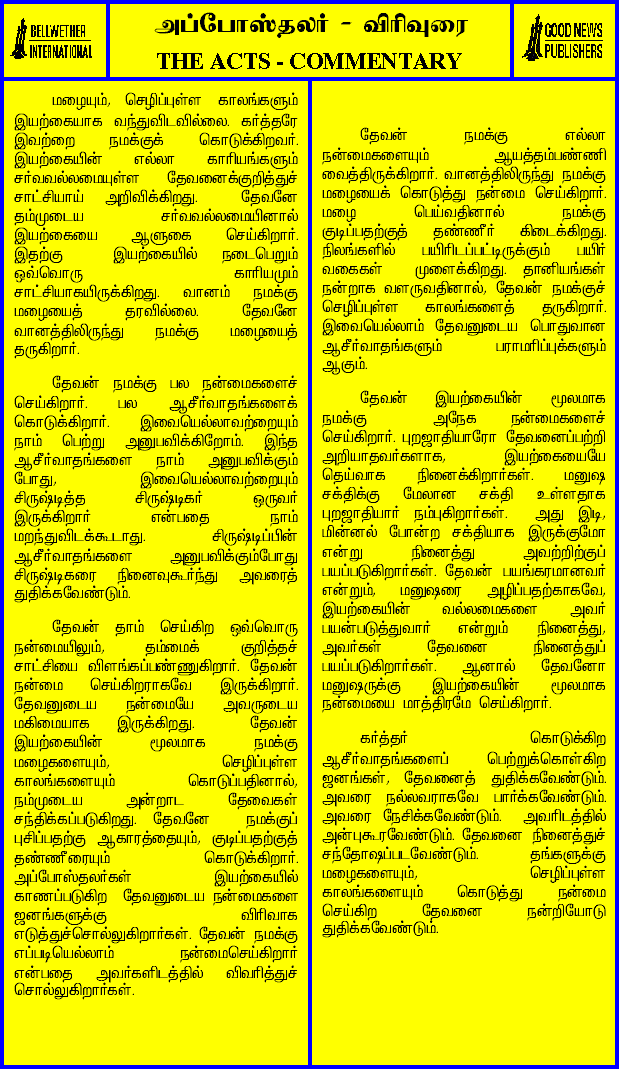 BELLWETHER
INTERNATIONAL
அப்போஸ்தலர் - விரிவுரை
THE ACTS - COMMENTARY
GOOD NEWS
PUBLISHERS
மழையும், செழிப்புள்ள காலங்களும்
இயற்கையாக வந்துவிடவில்லை. கர்த்தரே
இவற்றை நமக்குக் கொடுக்கிறவர்.
இயற்கையின் எல்லா காரியங்களும்
சர்வவல்லமையுள்ள தேவனைக்குறித்துச்
சாட்சியாய் அறிவிக்கிறது. தேவனே
தம்முடைய சர்வவல்லமையினால்
இயற்கையை ஆளுகை செய்கிறார்.
இதற்கு இயற்கையில் நடைபெறும்
ஒவ்வொரு காரியமும்
சாட்சியாகயிருக்கிறது. வானம் நமக்கு
மழையைத் தரவில்லை. தேவனே
வானத்திலிருந்து நமக்கு மழையைத்
தருகிறார்.
தேவன் நமக்கு பல நன்மைகளைச்
செய்கிறார். பல ஆசீர்வாதங்களைக்
கொடுக்கிறார். இவையெல்லாவற்றையும்
நாம் பெற்று அனுபவிக்கிறோம். இந்த
ஆசீர்வாதங்களை நாம் அனுபவிக்கும்
போது, இவையெல்லாவற்றையும்
சிருஷ்டித்த சிருஷ்டிகர் ஒருவர்
இருக்கிறார் என்பதை நாம்
மறந்துவிடக்கூடாது. சிருஷ்டிப்பின்
ஆசீர்வாதங்களை அனுபவிக்கும்போது
சிருஷ்டிகரை நினைவுகூர்ந்து அவரைத்
துதிக்கவேண்டும்.
தேவன் தாம் செய்கிற ஒவ்வொரு
நன்மையிலும், தம்மைக் குறித்தச்
சாட்சியை விளங்கப்பண்ணுகிறார். தேவன்
நன்மை செய்கிறராகவே இருக்கிறார்.
தேவனுடைய நன்மையே அவருடைய
மகிமையாக இருக்கிறது. தேவன்
இயற்கையின் மூலமாக நமக்கு
மழைகளையும், செழிப்புள்ள
காலங்களையும் கொடுப்பதினால்,
நம்முடைய அன்றாட தேவைகள்
சந்திக்கப்படுகிறது. தேவனே நமக்குப்
புசிப்பதற்கு ஆகாரத்தையும், குடிப்பதற்குத்
தண்ணீரையும் கொடுக்கிறார்.
அப்போஸ்தலர்கள் இயற்கையில்
காணப்படுகிற தேவனுடைய நன்மைகளை
ஜனங்களுக்கு விரிவாக
எடுத்துச்சொல்லுகிறார்கள். தேவன் நமக்கு
எப்படியெல்லாம் நன்மைசெய்கிறார்
என்பதை அவர்களிடத்தில் விவரித்துச்
சொல்லுகிறார்கள்.
தேவன் நமக்கு எல்லா
நன்மைகளையும் ஆயத்தம்பண்ணி
வைத்திருக்கிறார். வானத்திலிருந்து நமக்கு
மழையைக் கொடுத்து நன்மை செய்கிறார்.
மழை பெய்வதினால் நமக்கு
குடிப்பதற்குத் தண்ணீர் கிடைக்கிறது.
நிலங்களில் பயிரிடப்பட்டிருக்கும் பயிர்
வகைகள் முளைக்கிறது. தானியங்கள்
நன்றாக வளருவதினால், தேவன் நமக்குச்
செழிப்புள்ள காலங்களைத் தருகிறார்.
இவையெல்லாம் தேவனுடைய பொதுவான
ஆசீர்வாதங்களும் பராமரிப்புக்களும்
ஆகும்.
தேவன் இயற்கையின் மூலமாக
நமக்கு அநேக நன்மைகளைச்
செய்கிறார். புறஜாதியாரோ தேவனைப்பற்றி
அறியாதவர்களாக, இயற்கையையே
தெய்வாக நினைக்கிறார்கள். மனுஷ
சக்திக்கு மேலான சக்தி உள்ளதாக
புறஜாதியார் நம்புகிறார்கள். அது இடி,
மின்னல் போன்ற சக்தியாக இருக்குமோ
என்று நினைத்து அவற்றிற்குப்
பயப்படுகிறார்கள். தேவன் பயங்கரமானவர்
என்றும், மனுஷரை அழிப்பதற்காகவே,
இயற்கையின் வல்லமைகளை அவர்
பயன்படுத்துவார் என்றும் நினைத்து,
அவர்கள் தேவனை நினைத்துப்
பயப்படுகிறார்கள். ஆனால் தேவனோ
மனுஷருக்கு இயற்கையின் மூலமாக
நன்மையை மாத்திரமே செய்கிறார்.
கர்த்தர் கொடுக்கிற
ஆசீர்வாதங்களைப் பெற்றுக்கொள்கிற
ஜனங்கள், தேவனைத் துதிக்கவேண்டும்.
அவரை நல்லவராகவே பார்க்கவேண்டும்.
அவரை நேசிக்கவேண்டும். அவரிடத்தில்
அன்புகூரவேண்டும். தேவனை நினைத்துச்
சந்தோஷப்படவேண்டும். தங்களுக்கு
மழைகளையும், செழிப்புள்ள
காலங்களையும் கொடுத்து நன்மை
செய்கிற தேவனை நன்றியோடு
துதிக்கவேண்டும்.